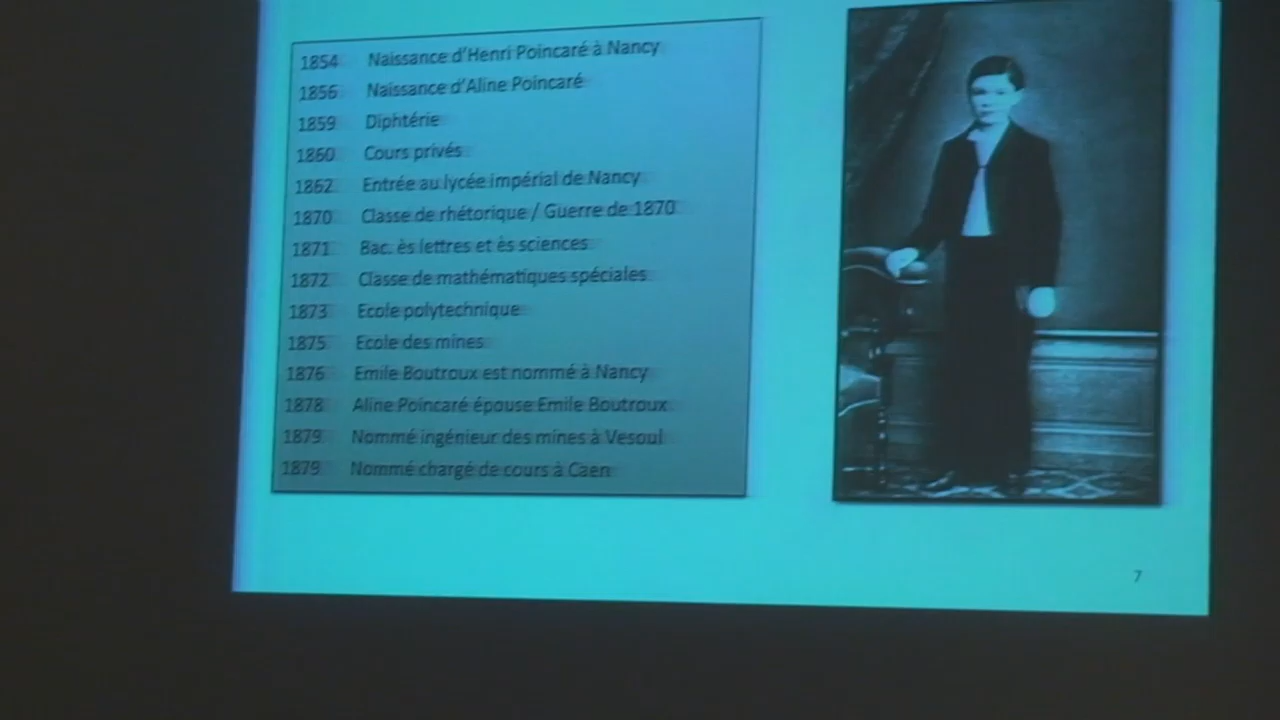 1854 Naissance d'Henri Poincaré à Nancy
1856 Naissance d'Aline Poincaré
1859 Diphtérie
1860 Cours privés
1862 Entrée au lycée impérial de Nancy
1870 Classe de rhétorique / Guerre de 1870
1871 Bac. ès lettres et ès sciences
1872 Classe de mathématiques spéciales
1873 Ecole polytechnique
1875 Ecole des mines
1876 Emile Boutroux est nommé à Nancy
1878 Aline Poincaré épouse Emile Boutroux
1879 Nommé ingénieur des mines à Vesoul
1879 Nommé chargé de cours à Caen
7